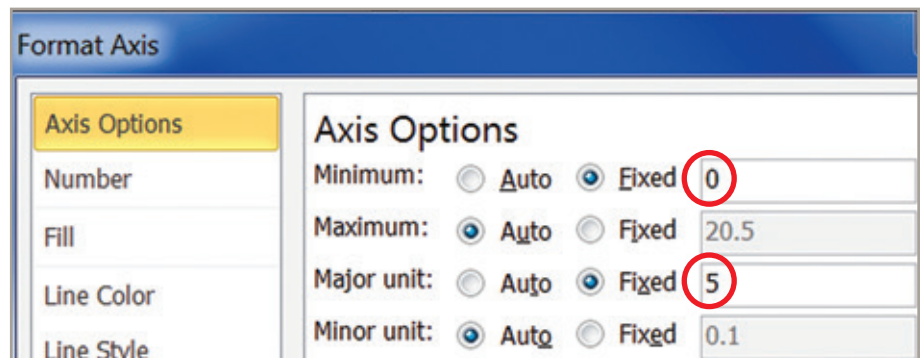 Format Axis
Axis Options
Number
Fill
Line Color
Line Style
Axis Options
Minimum: Auto Fixed 0
Maximum: Auto Fixed 20.5
Major unit: Auto Fixed 5
Minor unit: Auto Fixed 0.1